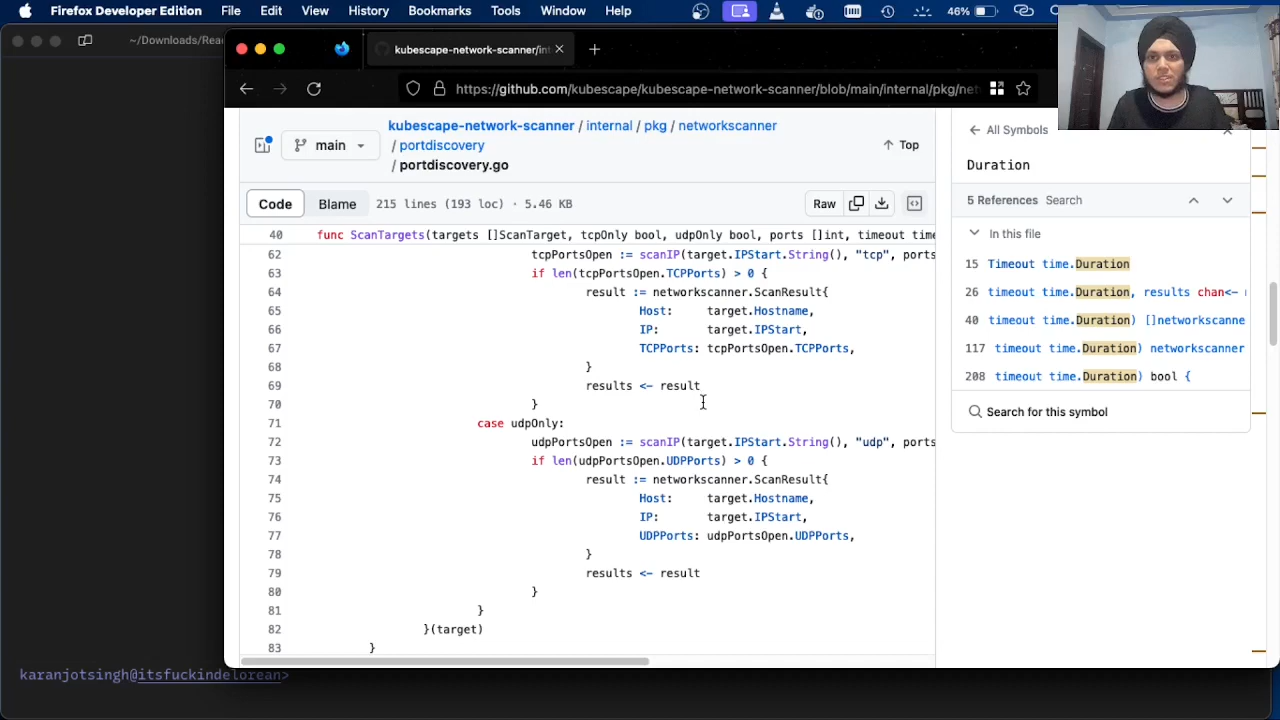 Firefox Developer Edition File Edit View History Bookmarks Tools Window Help 46%
~/Downloads/Rea
kubescape-network-scanner/int
https://github.com/kubescape/kubescape-network-scanner/blob/main/internal/pkg/net
kubescape-network-scanner / internal / pkg / networkscanner
/ portdiscovery
/ portdiscovery.go
main
Top
Code Blame 215 lines (193 loc) · 5.46 KB Raw
40 func ScanTargets(targets []ScanTarget, tcpOnly bool, udpOnly bool, ports []int, timeout time
62 tcpPortsOpen := scanIP(target.IPStart.String(), "tcp", ports
63 if len(tcpPortsOpen.TCPPorts) > 0 {
64 result := networkscanner.ScanResult{
65 Host: target.Hostname,
66 IP: target.IPStart,
67 TCPPorts: tcpPortsOpen.TCPPorts,
68 }
69 results <- result
70 }
71 case udpOnly:
72 udpPortsOpen := scanIP(target.IPStart.String(), "udp", ports
73 if len(udpPortsOpen.UDPPorts) > 0 {
74 result := networkscanner.ScanResult{
75 Host: target.Hostname,
76 IP: target.IPStart,
77 UDPPorts: udpPortsOpen.UDPPorts,
78 }
79 results <- result
80 }
81 }
82 }(target)
83 }
All Symbols
Duration
5 References Search
In this file
15 Timeout time.Duration
26 timeout time.Duration, results chan<-
40 timeout time.Duration) []networkscanne
117 timeout time.Duration) networkscanner
208 timeout time.Duration) bool {
Search for this symbol
karanjotsingh@itsfuckindelorean>